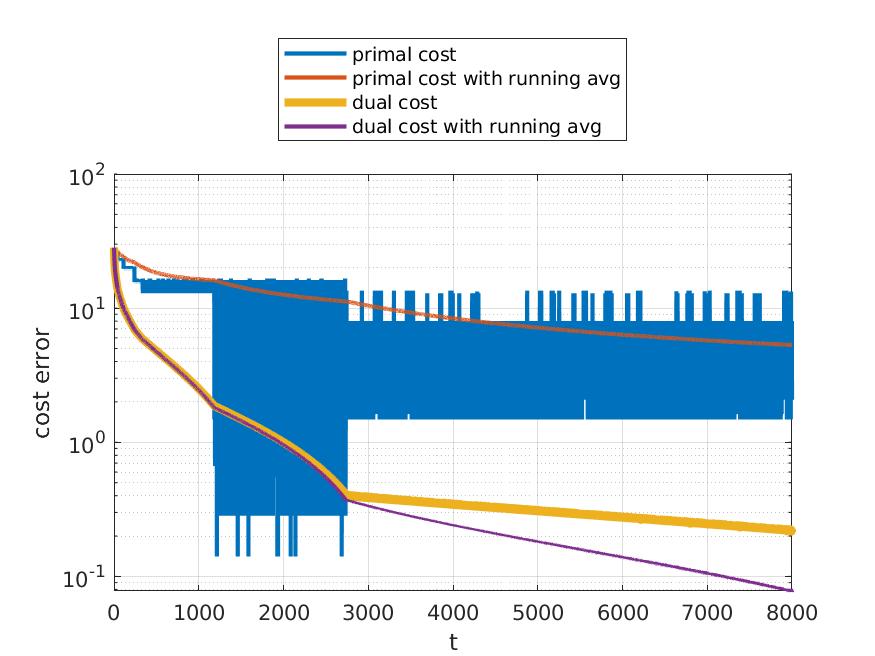 primal cost
primal cost with running avg
dual cost
dual cost with running avg
10^2
10^1
10^0
10^-1
cost error
0 1000 2000 3000 4000 5000 6000 7000 8000
t